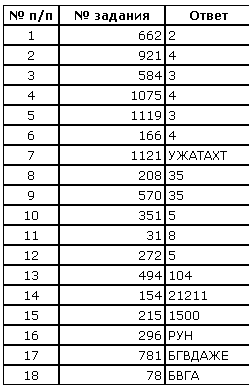 № п/п № задания Ответ
1 662 2
2 921 4
3 584 3
4 1075 4
5 1119 3
6 166 4
7 1121 УЖАТАХТ
8 208 35
9 570 35
10 351 5
11 31 8
12 272 5
13 494 104
14 154 21211
15 215 1500
16 296 РУН
17 781 БГВДАЖЕ
18 78 БВГА